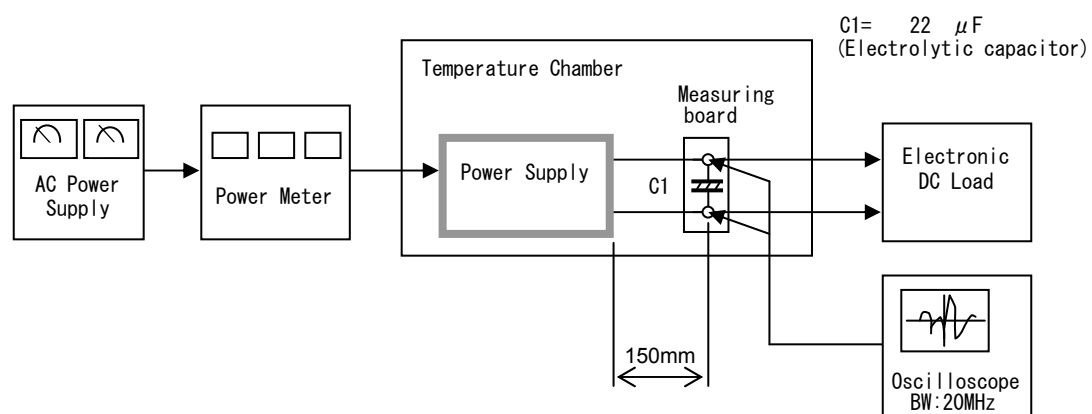 C1= 22 μF
(Electrolytic capacitor)
Temperature Chamber
Measuring
board
AC Power
Supply
Power Meter
Power Supply
C1
Electronic
DC Load
150mm
Oscilloscope
BW:20MHz